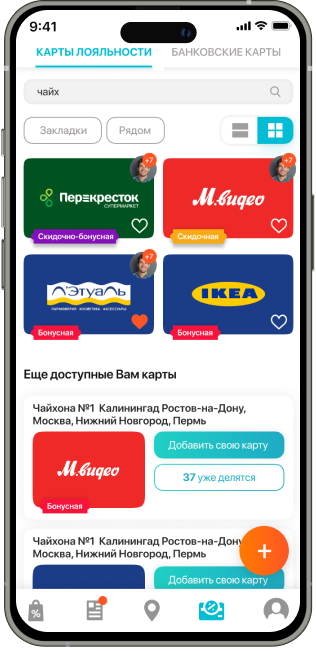 9:41
КАРТЫ ЛОЯЛЬНОСТИ БАНКОВСКИЕ КАРТЫ
чайх
Закладки Рядом
+7 +7
Перекресток
СУПЕРМАРКЕТ
М.видео
Скидочно-бонусная Скидочная
+7
Л'Этуаль
ПАРФЮМЕРИЯ КОСМЕТИКА АКСЕССУАРЫ
IKEA
Бонусная Бонусная
Еще доступные Вам карты
Чайхона №1 Калининград Ростов-на-Дону,
Москва, Нижний Новгород, Пермь
М.видео
Бонусная
Добавить свою карту
37 уже делятся
Чайхона №1 Калининград Ростов-на-Дону,
Москва, Нижний Новгород, Пермь
Добавить свою карту
+
%